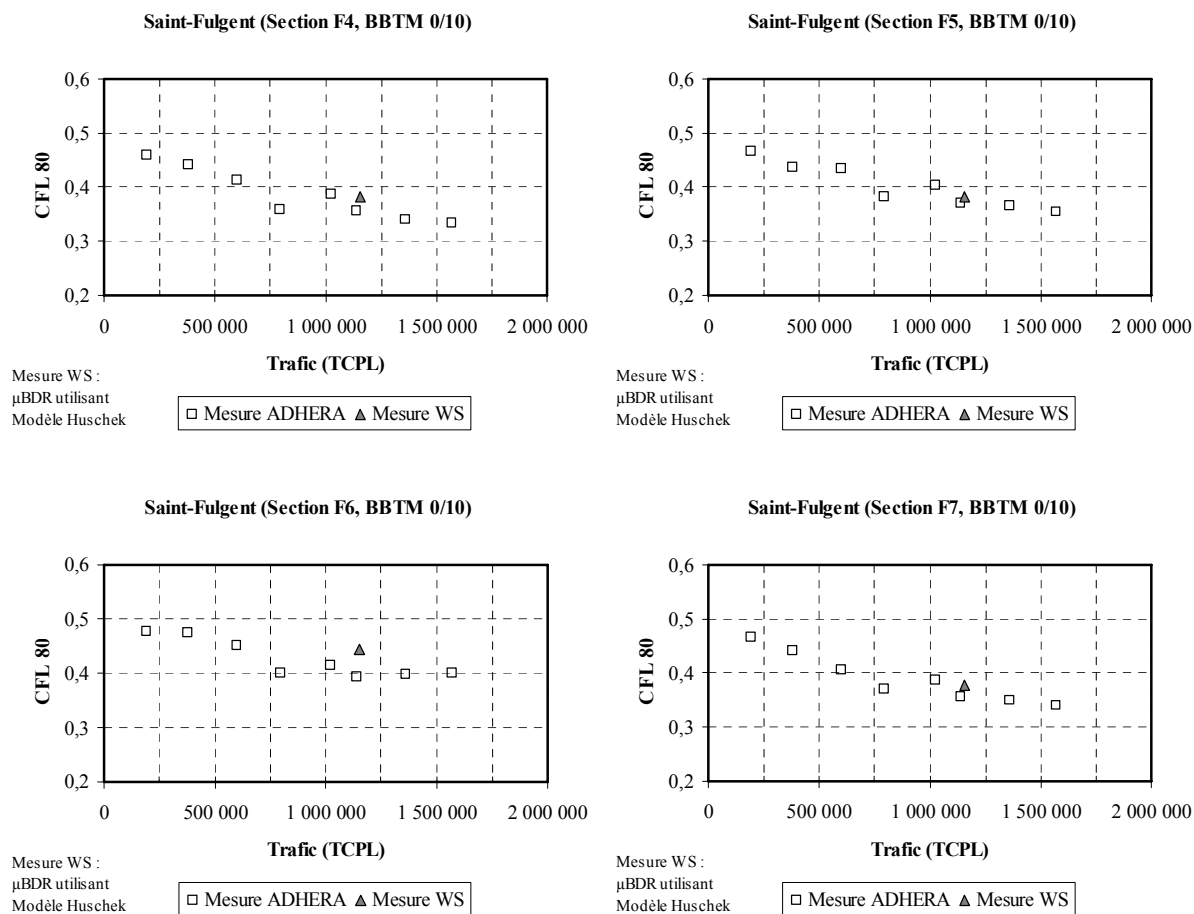 Saint-Fulgent (Section F4, BBTM 0/10)
0,6
0,5
0,4
0,3
0,2
CFL 80
0 500 000 1 000 000 1 500 000 2 000 000
Trafic (TCPL)
Mesure WS :
µBDR utilisant
Modèle Huschek
Mesure ADHERA Mesure WS
Saint-Fulgent (Section F5, BBTM 0/10)
0,6
0,5
0,4
0,3
0,2
CFL 80
0 500 000 1 000 000 1 500 000 2 000 000
Trafic (TCPL)
Mesure WS :
µBDR utilisant
Modèle Huschek
Mesure ADHERA Mesure WS
Saint-Fulgent (Section F6, BBTM 0/10)
0,6
0,5
0,4
0,3
0,2
CFL 80
0 500 000 1 000 000 1 500 000 2 000 000
Trafic (TCPL)
Mesure WS :
µBDR utilisant
Modèle Huschek
Mesure ADHERA Mesure WS
Saint-Fulgent (Section F7, BBTM 0/10)
0,6
0,5
0,4
0,3
0,2
CFL 80
0 500 000 1 000 000 1 500 000 2 000 000
Trafic (TCPL)
Mesure WS :
µBDR utilisant
Modèle Huschek
Mesure ADHERA Mesure WS